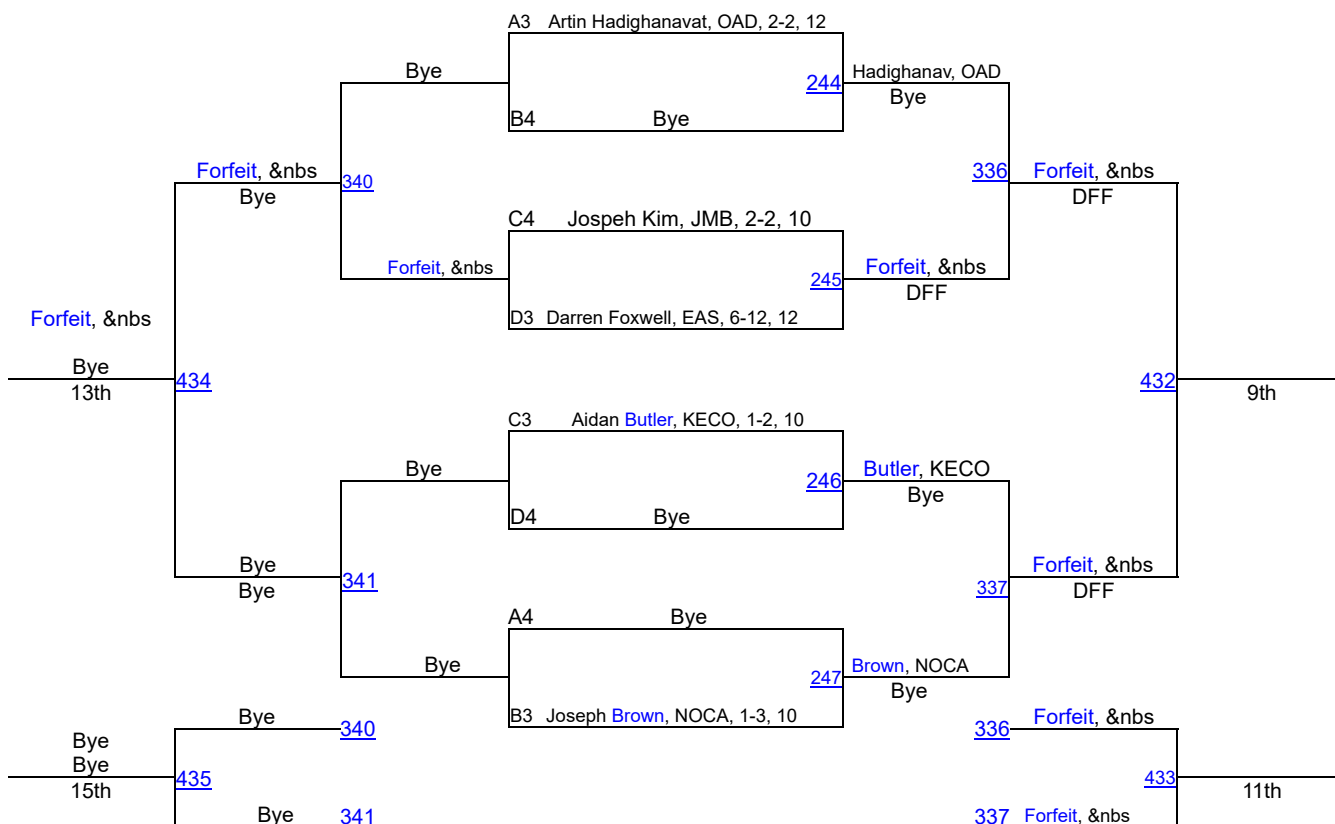 A3 Artin Hadighanavat, OAD, 2-2, 12
Bye
244
Hadighanav, OAD
Bye
B4 Bye
Forfeit, &nbs
Bye
340
336
Forfeit, &nbs
DFF
C4 Jospeh Kim, JMB, 2-2, 10
Forfeit, &nbs
245
Forfeit, &nbs
DFF
D3 Darren Foxwell, EAS, 6-12, 12
Forfeit, &nbs
Bye
13th
434
432
9th
C3 Aidan Butler, KECO, 1-2, 10
Bye
246
Butler, KECO
Bye
D4 Bye
Bye
Bye
341
337
Forfeit, &nbs
DFF
A4 Bye
Bye
247
Brown, NOCA
Bye
B3 Joseph Brown, NOCA, 1-3, 10
Bye
340
336
Forfeit, &nbs
Bye
Bye
15th
435
433
11th
Bye
341
337
Forfeit, &nbs